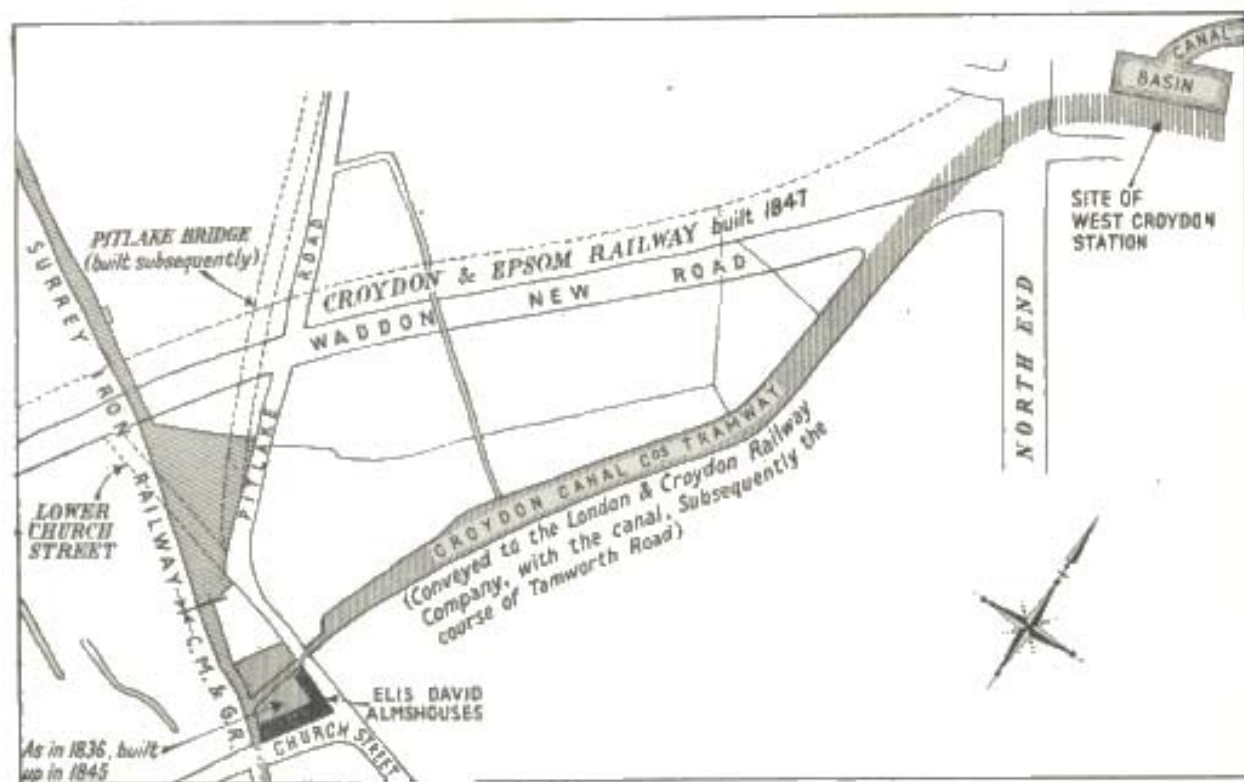 CANAL
BASIN
SITE OF
WEST CROYDON
STATION
PITLAKE BRIDGE
(built subsequently)
SURREY IRON RAILWAY
C.M. & G.R.
PITLAKE ROAD
CROYDON & EPSOM RAILWAY built 1847
WADDON NEW ROAD
NORTH END
LOWER
CHURCH
STREET
CROYDON CANAL COS TRAMWAY
(Conveyed to the London & Croydon Railway
Company, with the canal. Subsequently the
course of Tamworth Road)
ELIS DAVID
ALMSHOUSES
CHURCH STREET
As in 1836, built
up in 1845